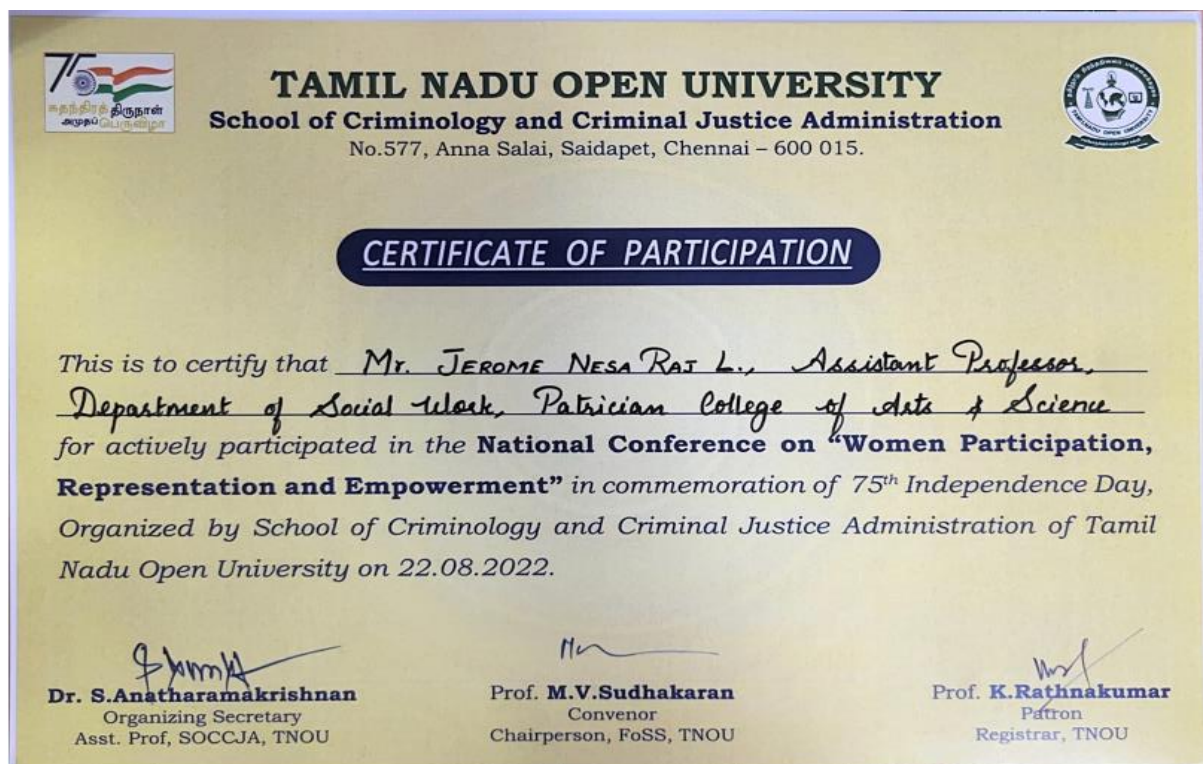 75
சுதந்திரத் திருநாள்
அமுதப் பெருவிழா
TAMIL NADU OPEN UNIVERSITY
School of Criminology and Criminal Justice Administration
No.577, Anna Salai, Saidapet, Chennai – 600 015.
CERTIFICATE OF PARTICIPATION
This is to certify that Mr. JEROME NESA RAJ L., Assistant Professor,
Department of Social Work, Patrician College of Arts & Science
for actively participated in the National Conference on "Women Participation,
Representation and Empowerment" in commemoration of 75th Independence Day,
Organized by School of Criminology and Criminal Justice Administration of Tamil
Nadu Open University on 22.08.2022.
Dr. S.Anatharamakrishnan
Organizing Secretary
Asst. Prof, SOCCJA, TNOU
Prof. M.V.Sudhakaran
Convenor
Chairperson, FoSS, TNOU
Prof. K.Rathnakumar
Patron
Registrar, TNOU